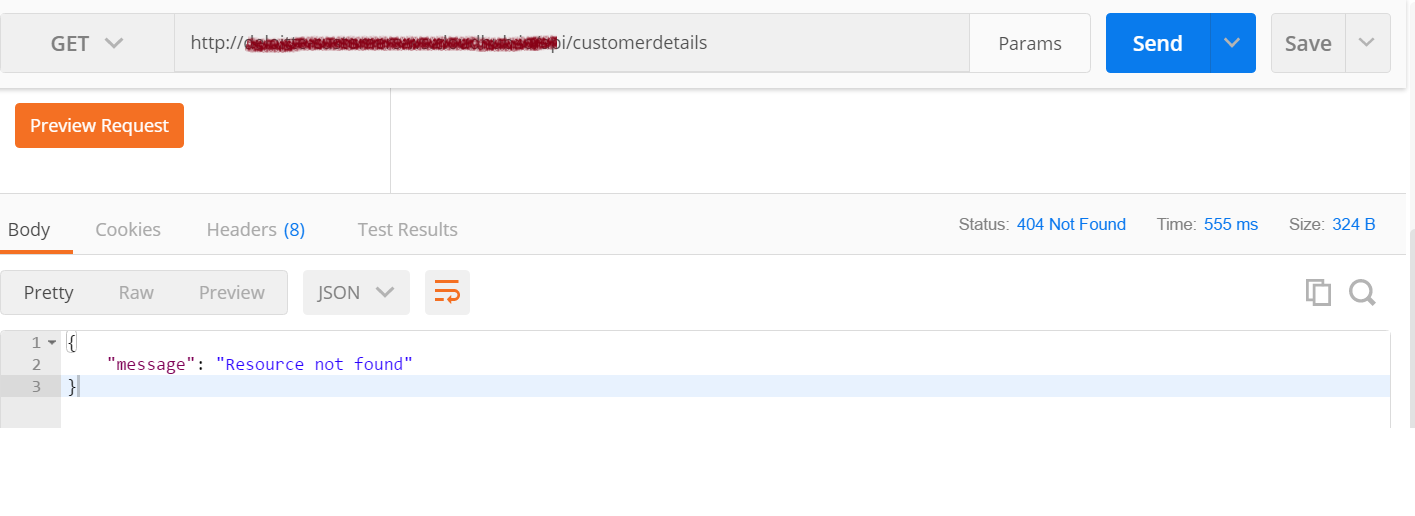 GET http:// pi/customerdetails Params Send Save
Preview Request
Body Cookies Headers (8) Test Results Status: 404 Not Found Time: 555 ms Size: 324 B
Pretty Raw Preview JSON
1 {
2 "message": "Resource not found"
3 }